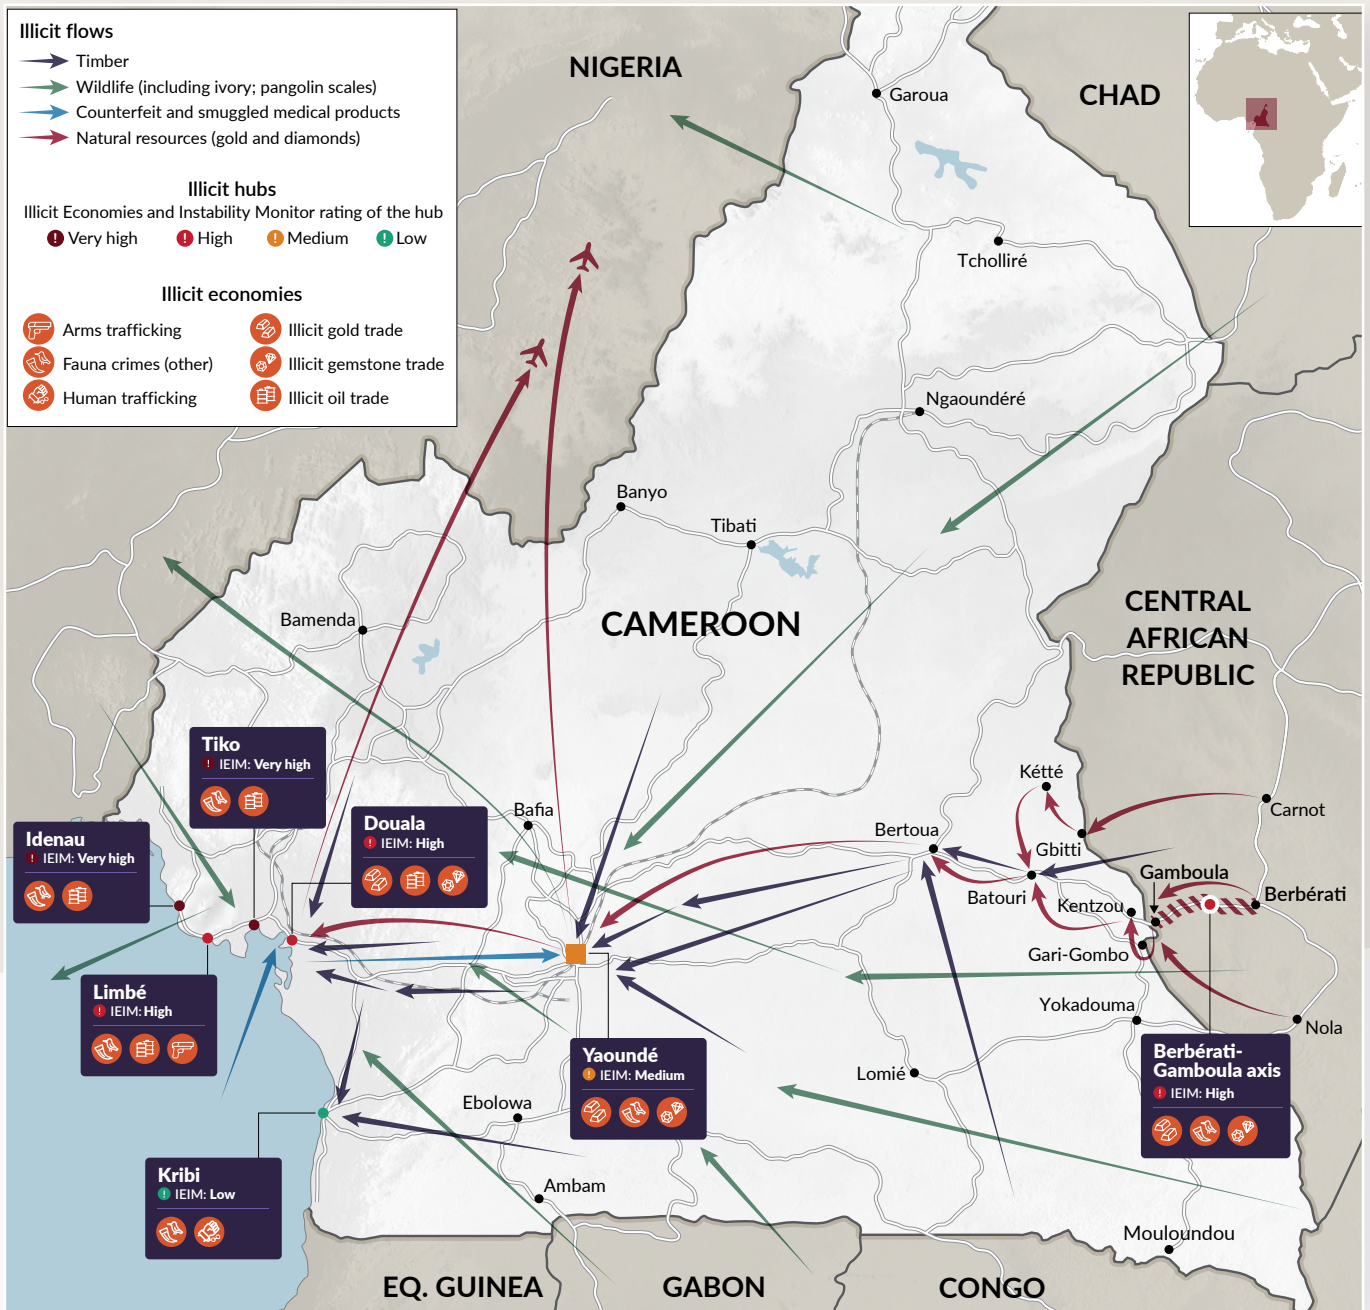 Illicit flows
Timber
Wildlife (including ivory; pangolin scales)
Counterfeit and smuggled medical products
Natural resources (gold and diamonds)
Illicit hubs
Illicit Economies and Instability Monitor rating of the hub
! Very high ! High ! Medium ! Low
Illicit economies
Arms trafficking Illicit gold trade
Fauna crimes (other) Illicit gemstone trade
Human trafficking Illicit oil trade
NIGERIA
CHAD
Garoua
Tcholliré
Ngaoundéré
Banyo
Tibati
CAMEROON
Bamenda
CENTRAL
AFRICAN
REPUBLIC
Tiko
! IEIM: Very high
Idenau
! IEIM: Very high
Douala
! IEIM: High
Bafia
Bertoua
Kétté
Carnot
Gbitti
Gamboula
Batouri
Kentzou
Berbérati
Gari-Gombo
Limbé
! IEIM: High
Yokadouma
Nola
Yaoundé
! IEIM: Medium
Lomié
Berbérati-
Gamboula axis
! IEIM: High
Ebolowa
Kribi
! IEIM: Low
Ambam
Mouloundou
EQ. GUINEA
GABON
CONGO